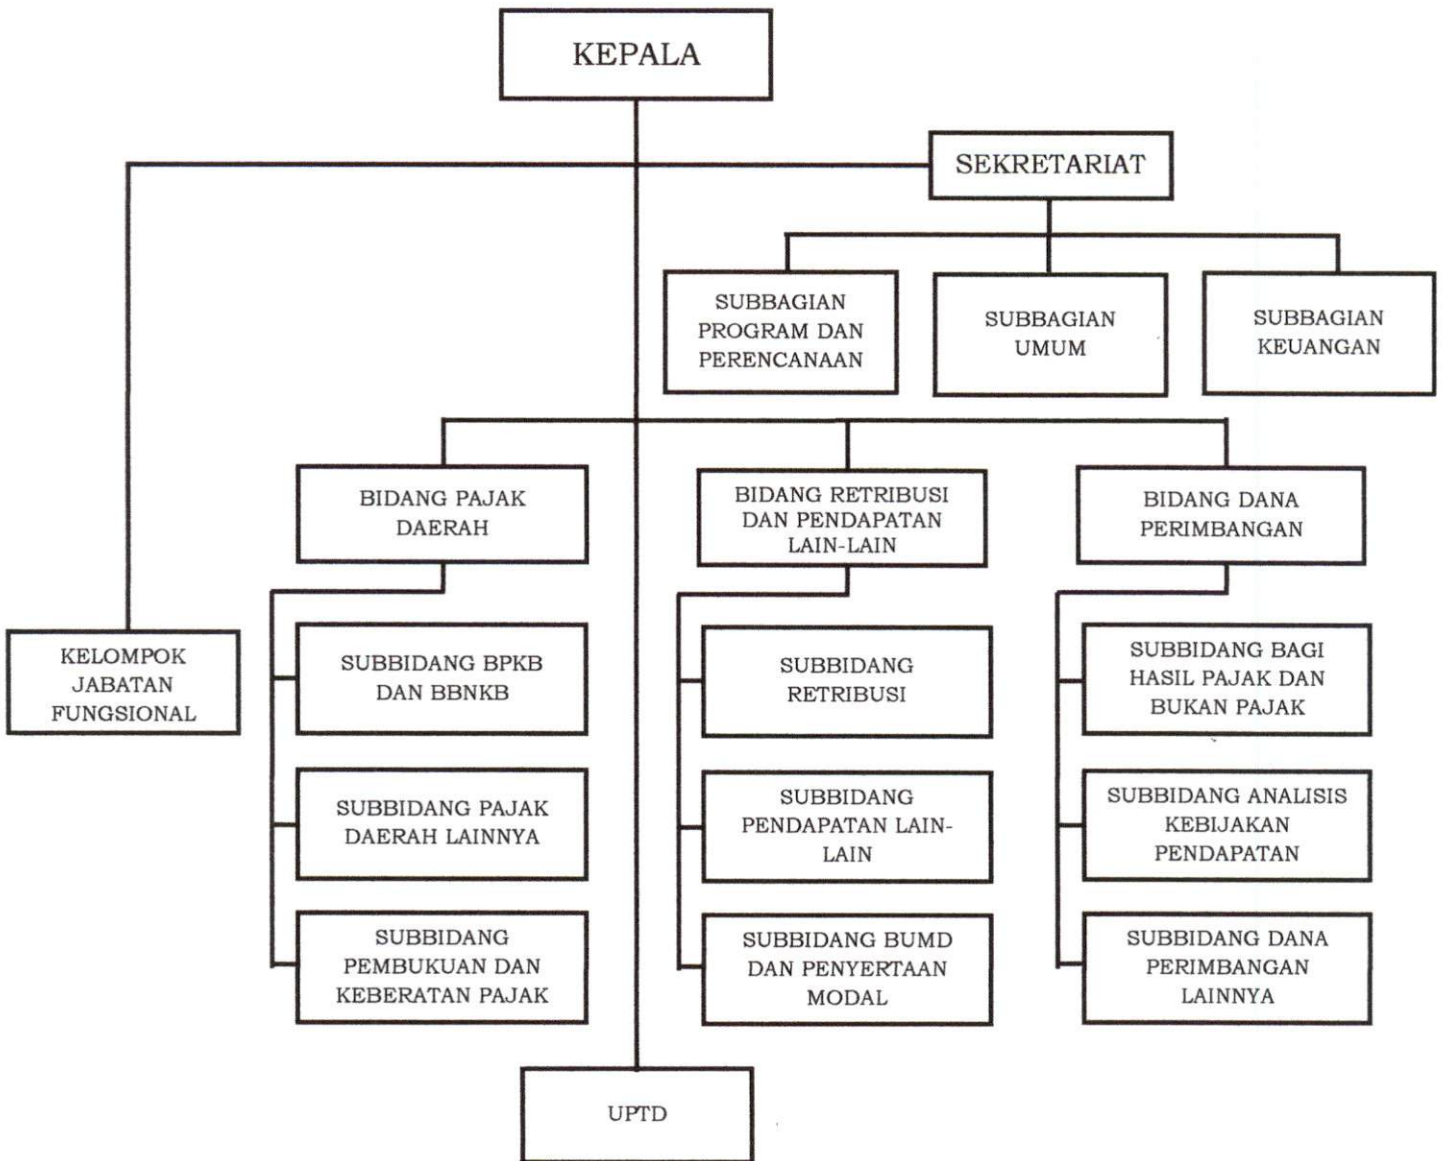 KEPALA
SEKRETARIAT
SUBBAGIAN
PROGRAM DAN
PERENCANAAN
SUBBAGIAN
UMUM
SUBBAGIAN
KEUANGAN
BIDANG PAJAK
DAERAH
BIDANG RETRIBUSI
DAN PENDAPATAN
LAIN-LAIN
BIDANG DANA
PERIMBANGAN
KELOMPOK
JABATAN
FUNGSIONAL
SUBBIDANG BPKB
DAN BBNKB
SUBBIDANG PAJAK
DAERAH LAINNYA
SUBBIDANG
PEMBUKUAN DAN
KEBERATAN PAJAK
SUBBIDANG
RETRIBUSI
SUBBIDANG
PENDAPATAN LAIN-
LAIN
SUBBIDANG BUMD
DAN PENYERTAAN
MODAL
SUBBIDANG BAGI
HASIL PAJAK DAN
BUKAN PAJAK
SUBBIDANG ANALISIS
KEBIJAKAN
PENDAPATAN
SUBBIDANG DANA
PERIMBANGAN
LAINNYA
UPTD